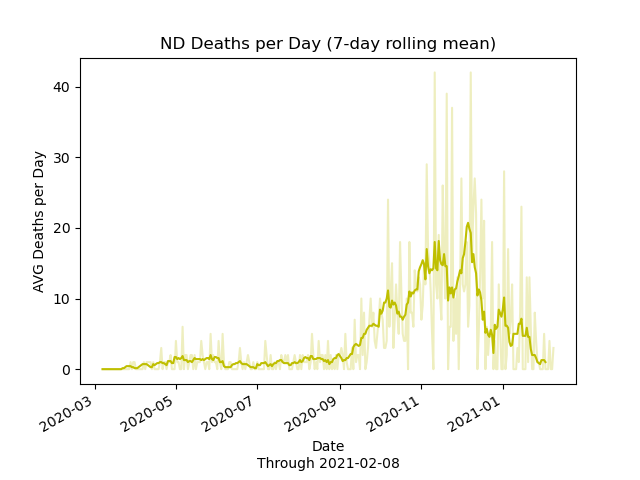 ND Deaths per Day (7-day rolling mean)
AVG Deaths per Day
40
30
20
10
0
2020-03
2020-05
2020-07
2020-09
2020-11
2021-01
Date
Through 2021-02-08